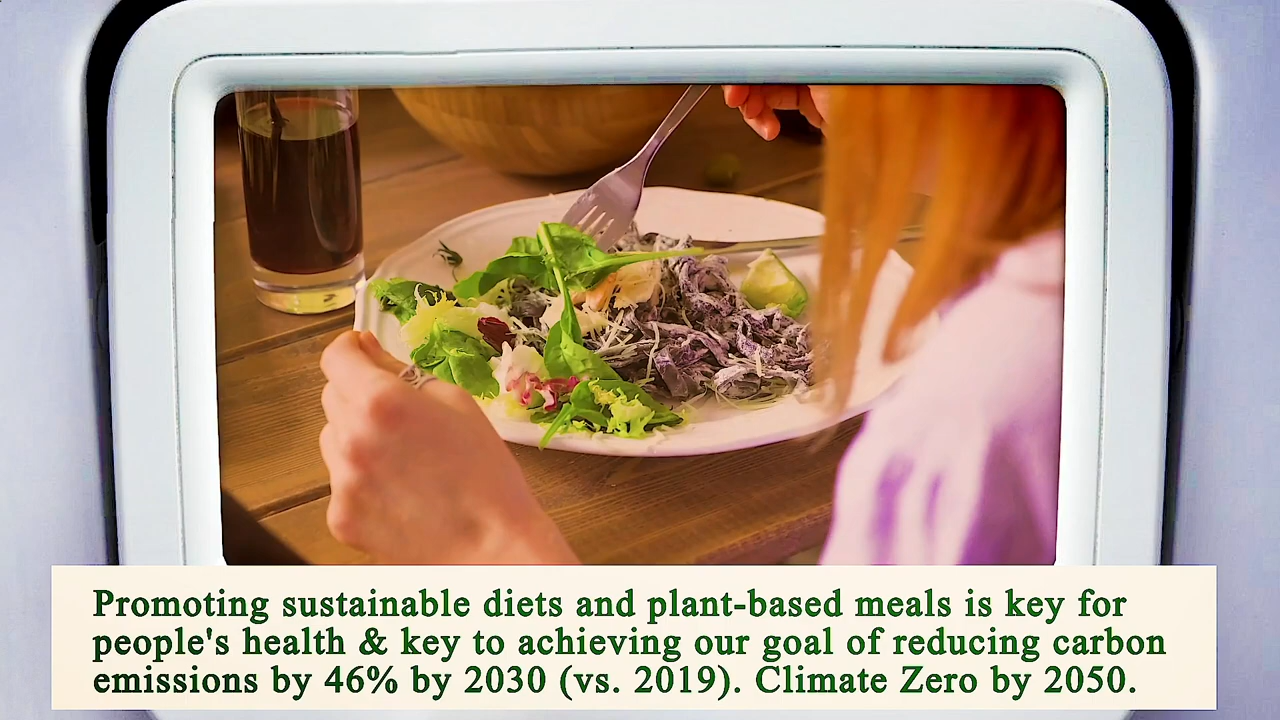 Promoting sustainable diets and plant-based meals is key for
people's health & key to achieving our goal of reducing carbon
emissions by 46% by 2030 (vs. 2019). Climate Zero by 2050.